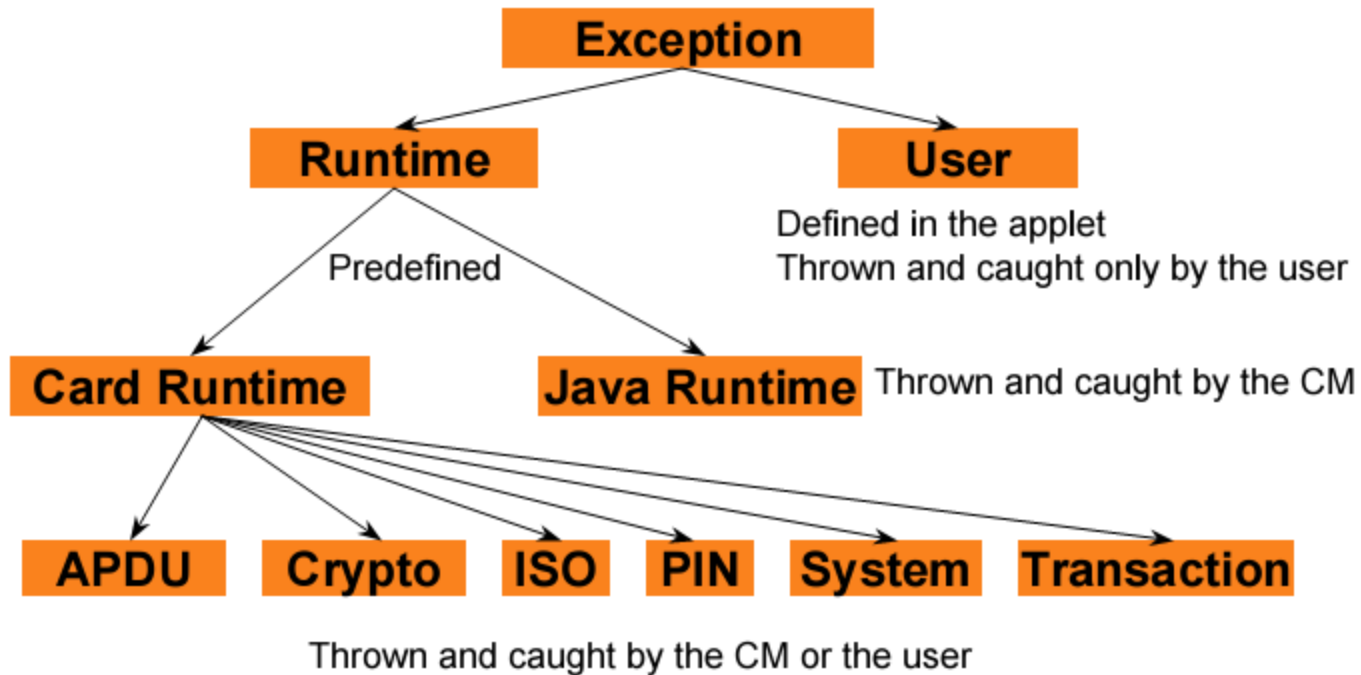 Exception
Runtime
User
Defined in the applet
Thrown and caught only by the user
Predefined
Card Runtime
Java Runtime
Thrown and caught by the CM
APDU
Crypto
ISO
PIN
System
Transaction
Thrown and caught by the CM or the user